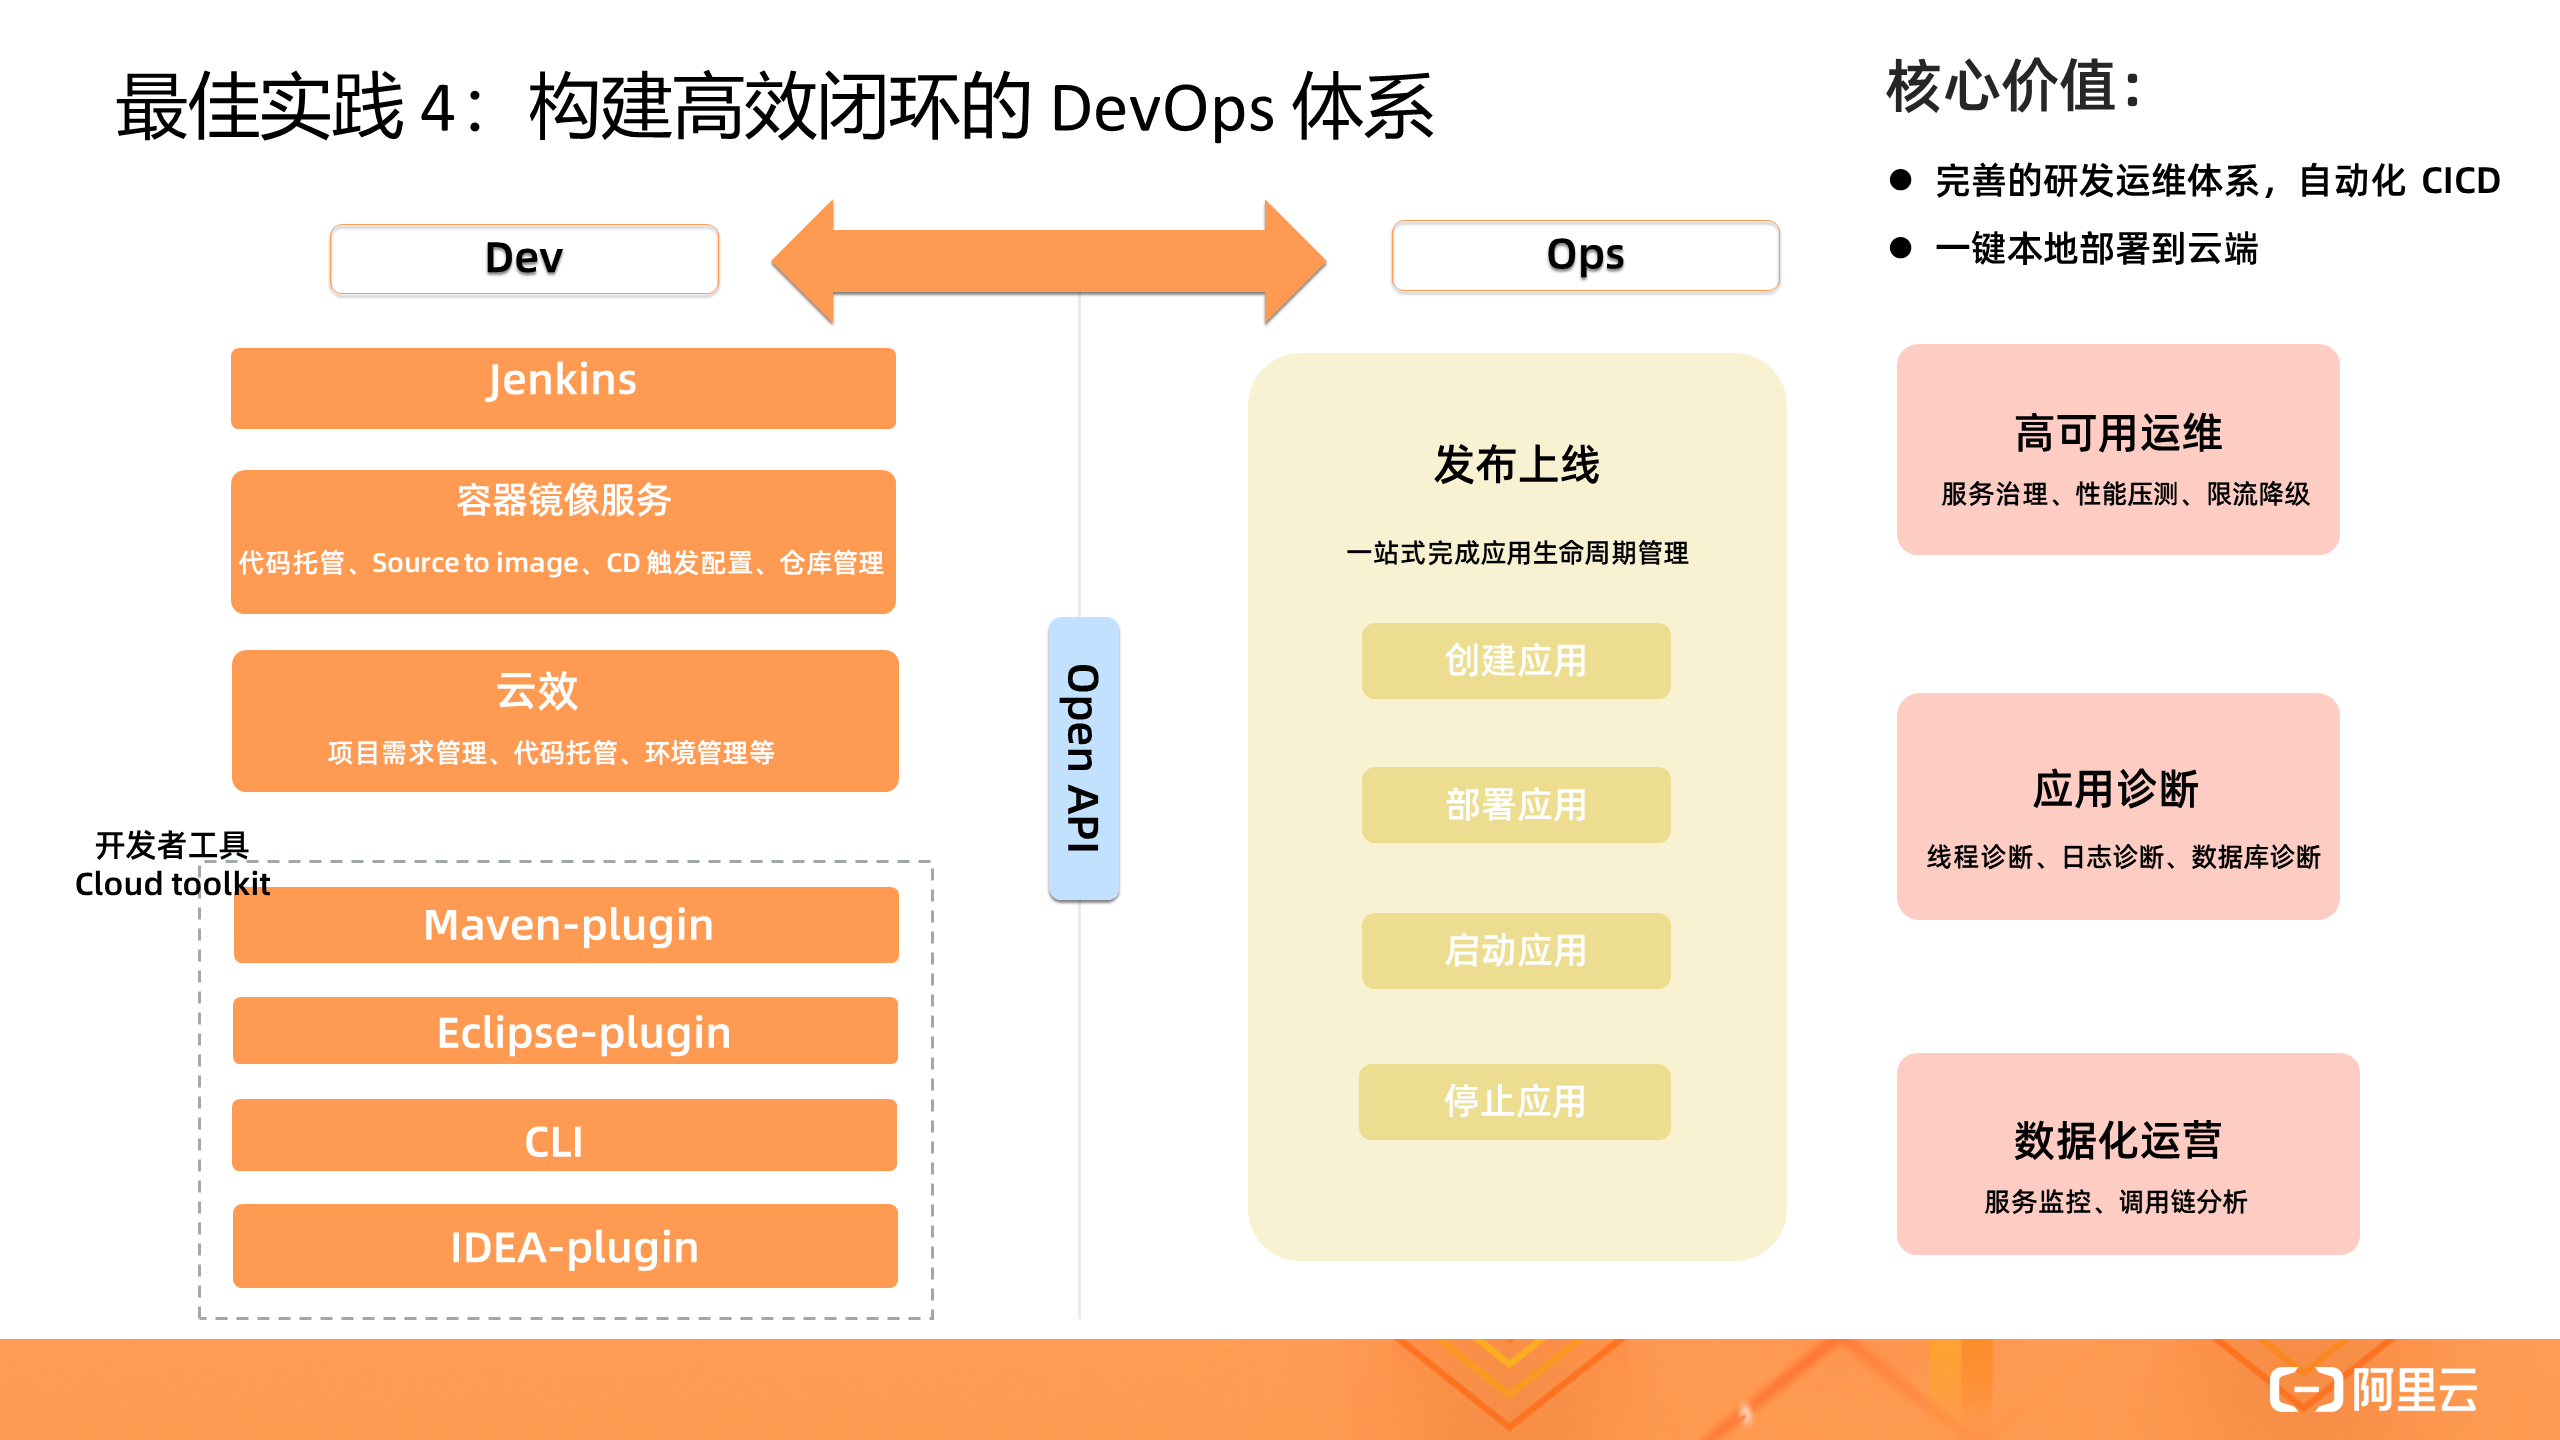 最佳实践 4：构建高效闭环的 DevOps 体系
核心价值：
● 完善的研发运维体系，自动化 CICD
● 一键本地部署到云端
Dev
Ops
Jenkins
容器镜像服务
代码托管、Source to image、CD 触发配置、仓库管理
云效
项目需求管理、代码托管、环境管理等
开发者工具
Cloud toolkit
Maven-plugin
Eclipse-plugin
CLI
IDEA-plugin
Open API
发布上线
一站式完成应用生命周期管理
创建应用
部署应用
启动应用
停止应用
高可用运维
服务治理、性能压测、限流降级
应用诊断
线程诊断、日志诊断、数据库诊断
数据化运营
服务监控、调用链分析
阿里云